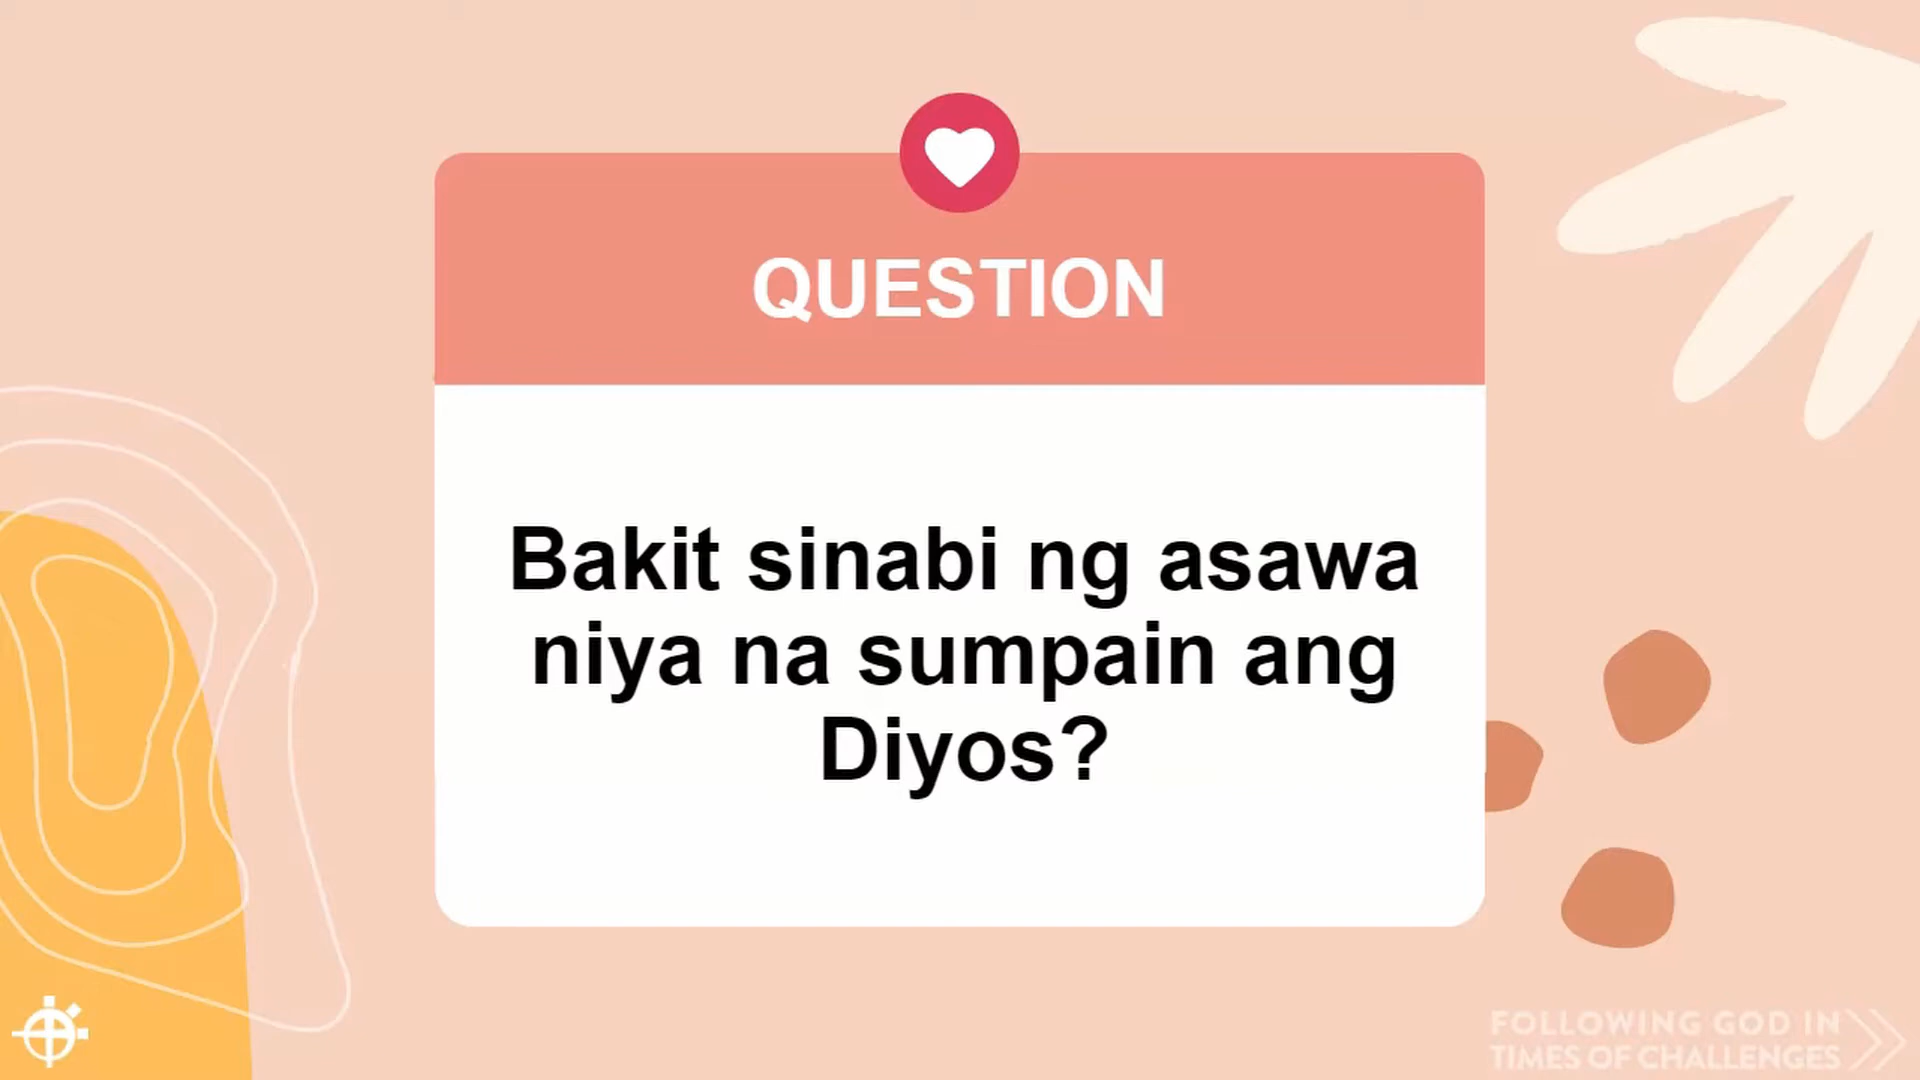 QUESTION
Bakit sinabi ng asawa
niya na sumpain ang
Diyos?
FOLLOWING GOD IN
TIMES OF CHALLENGES